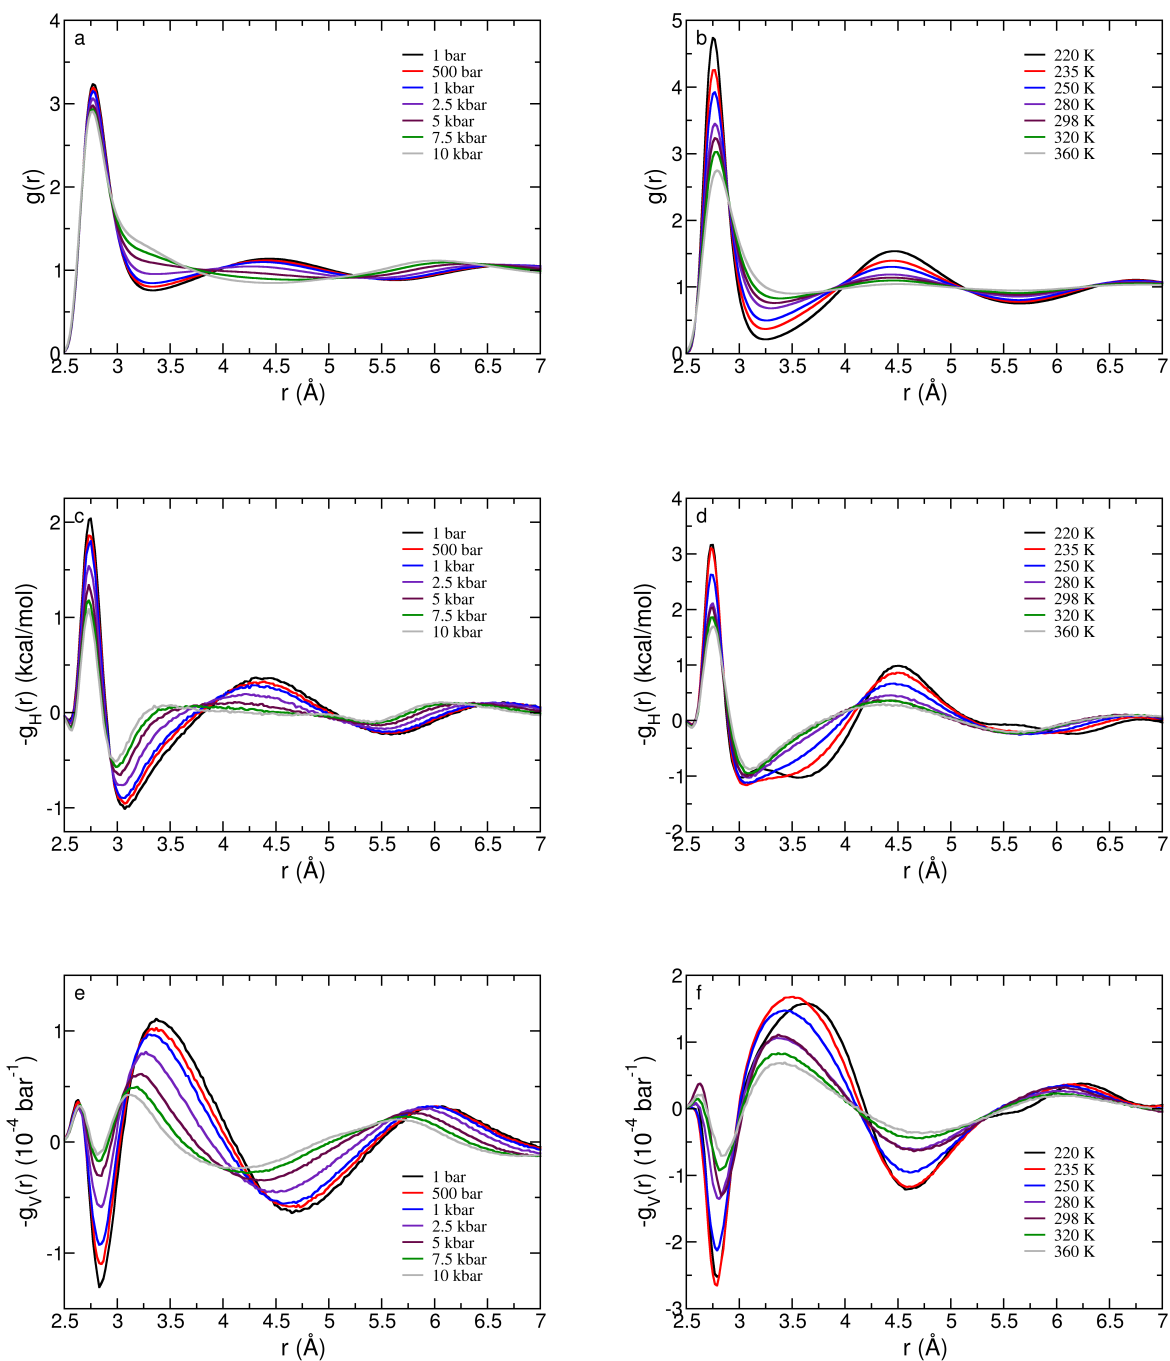 a
1 bar
500 bar
1 kbar
2.5 kbar
5 kbar
7.5 kbar
10 kbar
4
3
2
1
0
g(r)
2.5 3 3.5 4 4.5 5 5.5 6 6.5 7
r (Å)
b
220 K
235 K
250 K
280 K
298 K
320 K
360 K
5
4
3
2
1
0
g(r)
2.5 3 3.5 4 4.5 5 5.5 6 6.5 7
r (Å)
c
1 bar
500 bar
1 kbar
2.5 kbar
5 kbar
7.5 kbar
10 kbar
2
1
0
-1
-gH(r) (kcal/mol)
2.5 3 3.5 4 4.5 5 5.5 6 6.5 7
r (Å)
d
220 K
235 K
250 K
280 K
298 K
320 K
360 K
4
3
2
1
0
-1
-2
-gH(r) (kcal/mol)
2.5 3 3.5 4 4.5 5 5.5 6 6.5 7
r (Å)
e
1
0
-1
-gV(r) (10-4 bar-1)
1 bar
500 bar
1 kbar
2.5 kbar
5 kbar
7.5 kbar
10 kbar
2.5 3 3.5 4 4.5 5 5.5 6 6.5 7
r (Å)
f
2
1
0
-1
-2
-3
-gV(r) (10-4 bar-1)
220 K
235 K
250 K
280 K
298 K
320 K
360 K
2.5 3 3.5 4 4.5 5 5.5 6 6.5 7
r (Å)